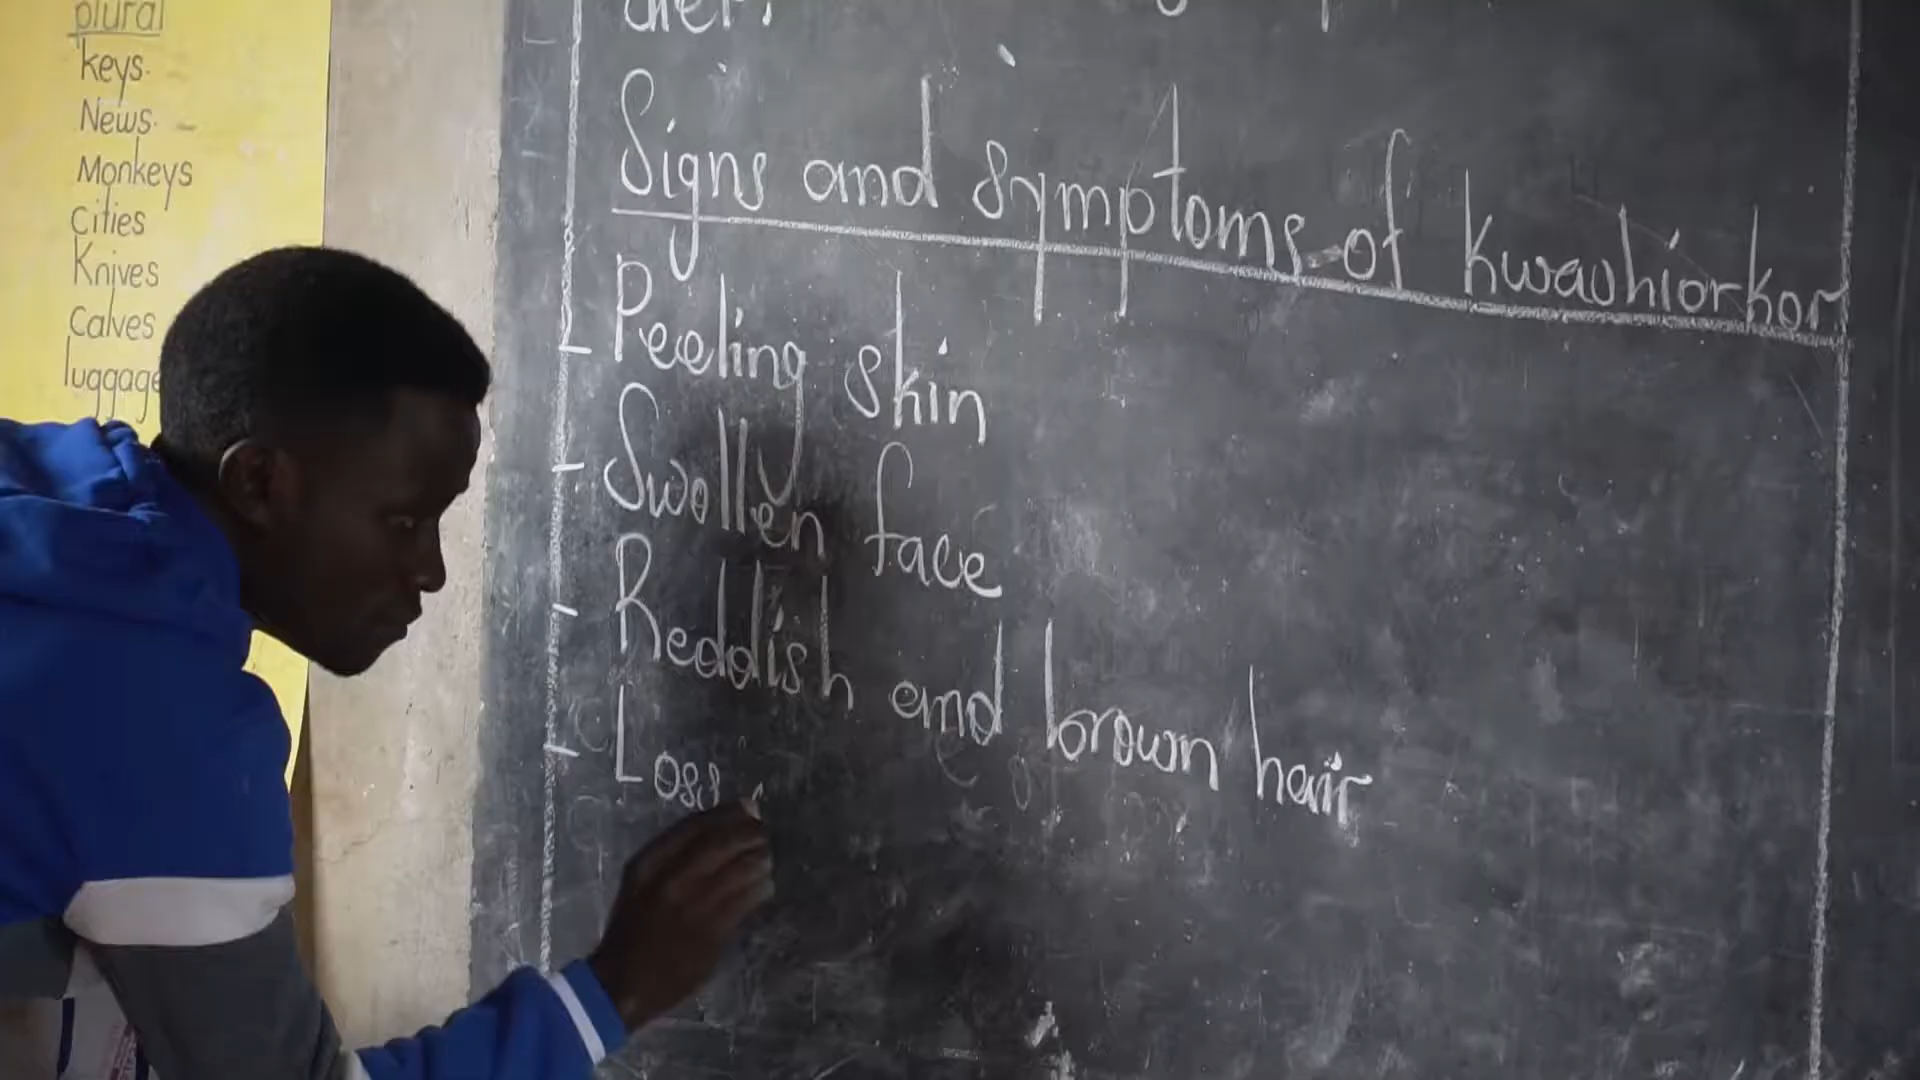 plural
keys.
News.
Monkeys
Cities
Knives
Calves
luggage
diet.
Signs and symptoms of kwashiorkor
- Peeling skin
- Swollen face
- Reddish and brown hair
- Loss